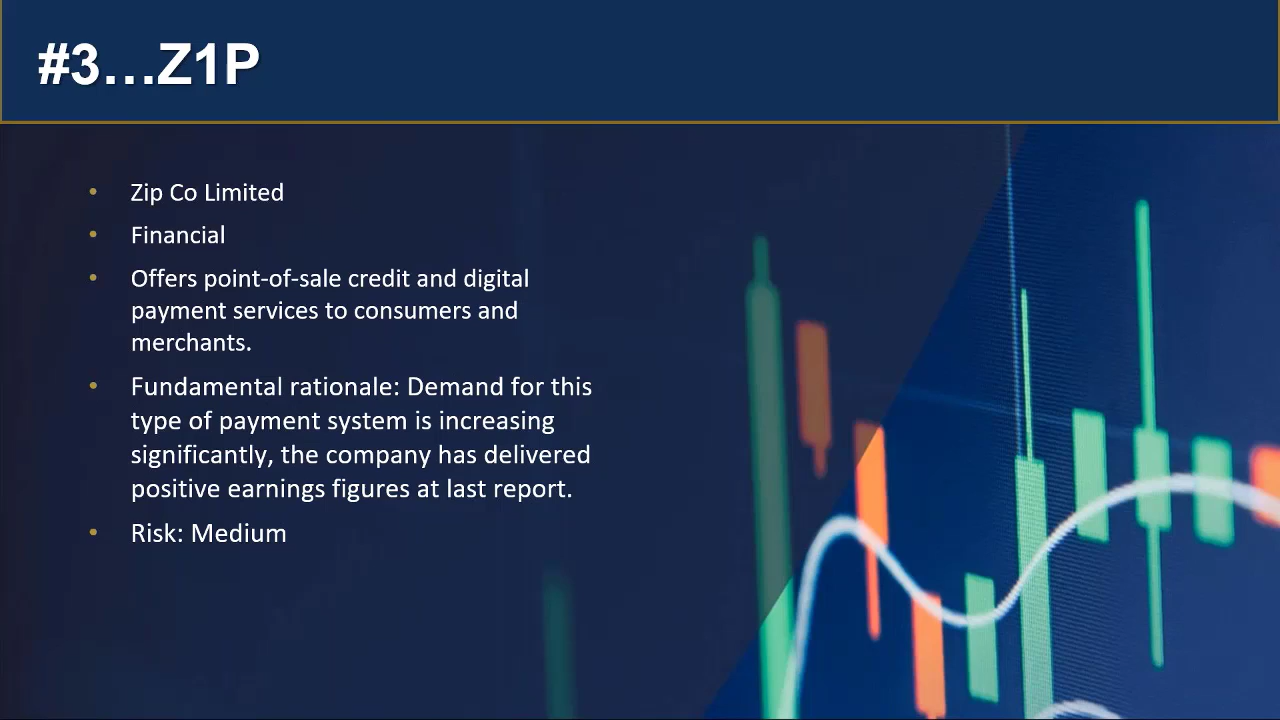 #3...Z1P
• Zip Co Limited
• Financial
• Offers point-of-sale credit and digital
payment services to consumers and
merchants.
• Fundamental rationale: Demand for this
type of payment system is increasing
significantly, the company has delivered
positive earnings figures at last report.
• Risk: Medium